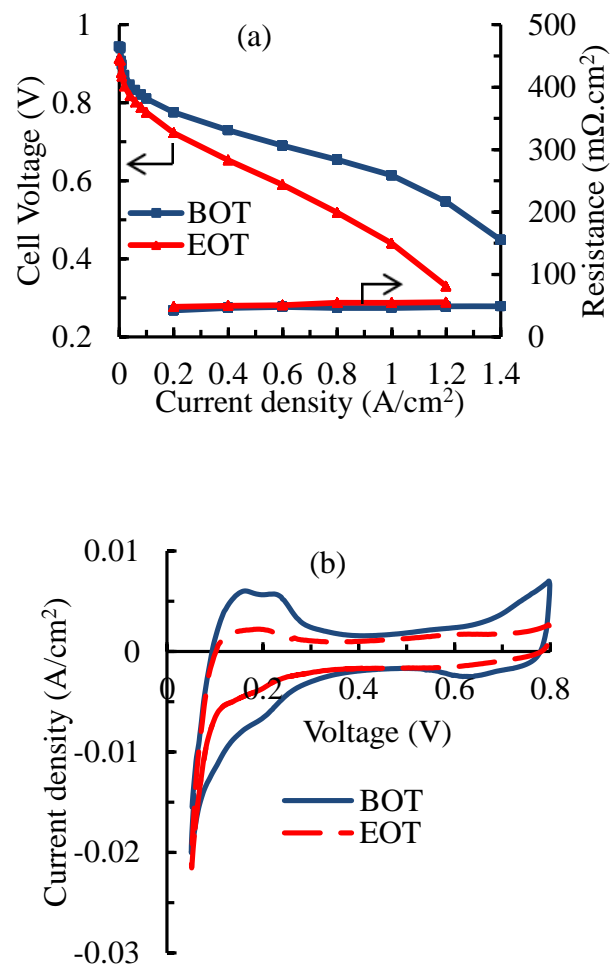 (a)
1
0.8
0.6
0.4
0.2
Cell Voltage (V)
500
400
300
200
100
0
Resistance (mΩ.cm²)
BOT
EOT
0 0.2 0.4 0.6 0.8 1 1.2 1.4
Current density (A/cm²)
(b)
0.01
0
-0.01
-0.02
-0.03
Current density (A/cm²)
0 0.2 0.4 0.6 0.8
Voltage (V)
BOT
EOT